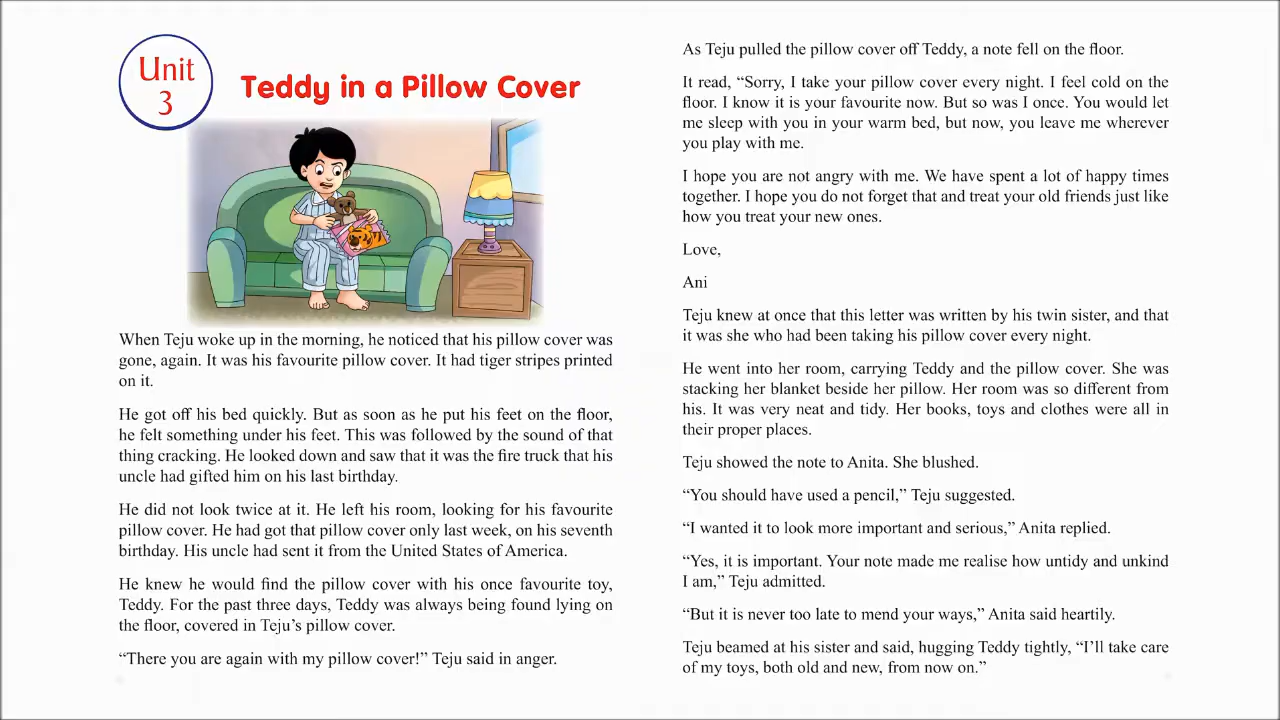 Unit
3
Teddy in a Pillow Cover
When Teju woke up in the morning, he noticed that his pillow cover was
gone, again. It was his favourite pillow cover. It had tiger stripes printed
on it.
He got off his bed quickly. But as soon as he put his feet on the floor,
he felt something under his feet. This was followed by the sound of that
thing cracking. He looked down and saw that it was the fire truck that his
uncle had gifted him on his last birthday.
He did not look twice at it. He left his room, looking for his favourite
pillow cover. He had got that pillow cover only last week, on his seventh
birthday. His uncle had sent it from the United States of America.
He knew he would find the pillow cover with his once favourite toy,
Teddy. For the past three days, Teddy was always being found lying on
the floor, covered in Teju’s pillow cover.
“There you are again with my pillow cover!” Teju said in anger.
As Teju pulled the pillow cover off Teddy, a note fell on the floor.
It read, “Sorry, I take your pillow cover every night. I feel cold on the
floor. I know it is your favourite now. But so was I once. You would let
me sleep with you in your warm bed, but now, you leave me wherever
you play with me.
I hope you are not angry with me. We have spent a lot of happy times
together. I hope you do not forget that and treat your old friends just like
how you treat your new ones.
Love,
Ani
Teju knew at once that this letter was written by his twin sister, and that
it was she who had been taking his pillow cover every night.
He went into her room, carrying Teddy and the pillow cover. She was
stacking her blanket beside her pillow. Her room was so different from
his. It was very neat and tidy. Her books, toys and clothes were all in
their proper places.
Teju showed the note to Anita. She blushed.
“You should have used a pencil,” Teju suggested.
“I wanted it to look more important and serious,” Anita replied.
“Yes, it is important. Your note made me realise how untidy and unkind
I am,” Teju admitted.
“But it is never too late to mend your ways,” Anita said heartily.
Teju beamed at his sister and said, hugging Teddy tightly, “I’ll take care
of my toys, both old and new, from now on.”